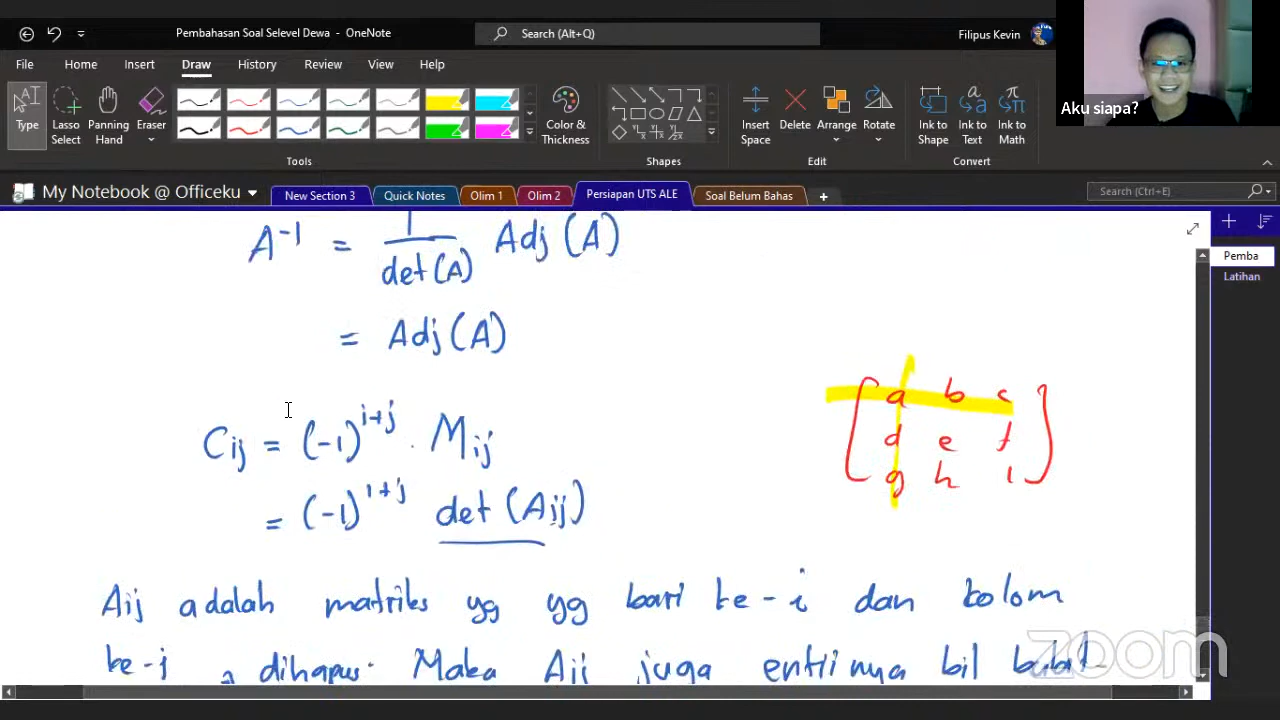 Pembahasan Soal Selevel Dewa - OneNote
Search (Alt+Q)
Filipus Kevin
File Home Insert Draw History Review View Help
Type
Lasso Select
Panning Hand
Eraser
Color & Thickness
Insert Space
Delete
Arrange
Rotate
Ink to Shape
Ink to Text
Ink to Math
Tools
Shapes
Edit
Convert
Aku siapa?
My Notebook @ Officeku
New Section 3
Quick Notes
Olim 1
Olim 2
Persiapan UTS ALE
Soal Belum Bahas
Search (Ctrl+E)
Pemba
Latihan
A⁻¹ = 1/det(A) Adj (A)
= Adj (A)
Cij = (-1)^i+j . Mij
= (-1)^i+j det (Aij)
a b c
d e f
g h i
Aij adalah matriks yg yg bari ke-i dan kolom
ke-j dihapus. Maka Aij juga entriinya bil bulat
zoom